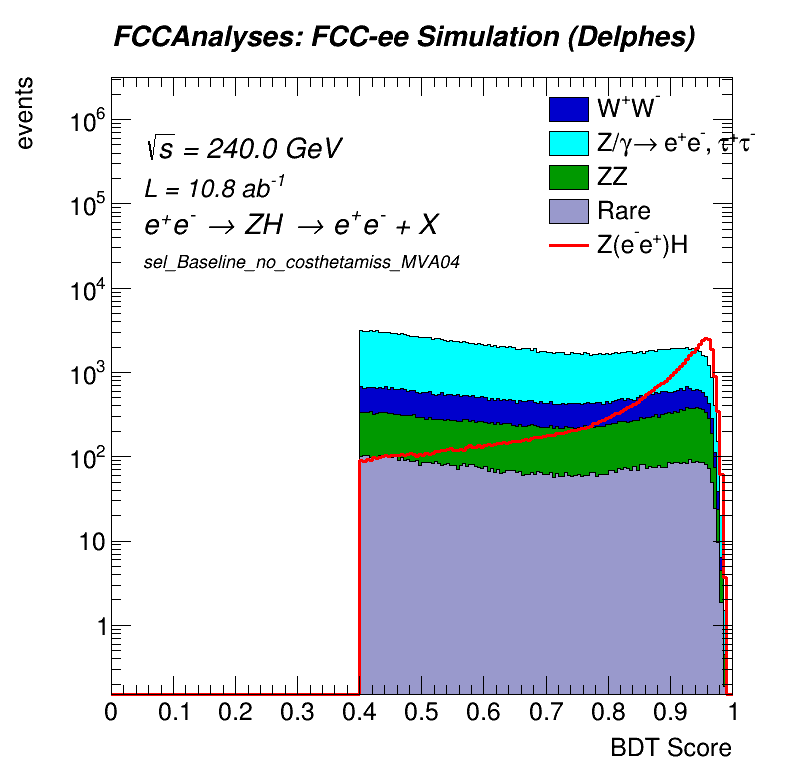 FCCAnalyses: FCC-ee Simulation (Delphes)
events
10⁶
10⁵
10⁴
10³
10²
10
1
√s = 240.0 GeV
L = 10.8 ab⁻¹
e⁺e⁻ → ZH → e⁺e⁻ + X
sel_Baseline_no_costhetamiss_MVA04
W⁺W⁻
Z/γ→ e⁺e⁻, τ⁺τ⁻
ZZ
Rare
Z(e⁻e⁺)H
0 0.1 0.2 0.3 0.4 0.5 0.6 0.7 0.8 0.9 1
BDT Score